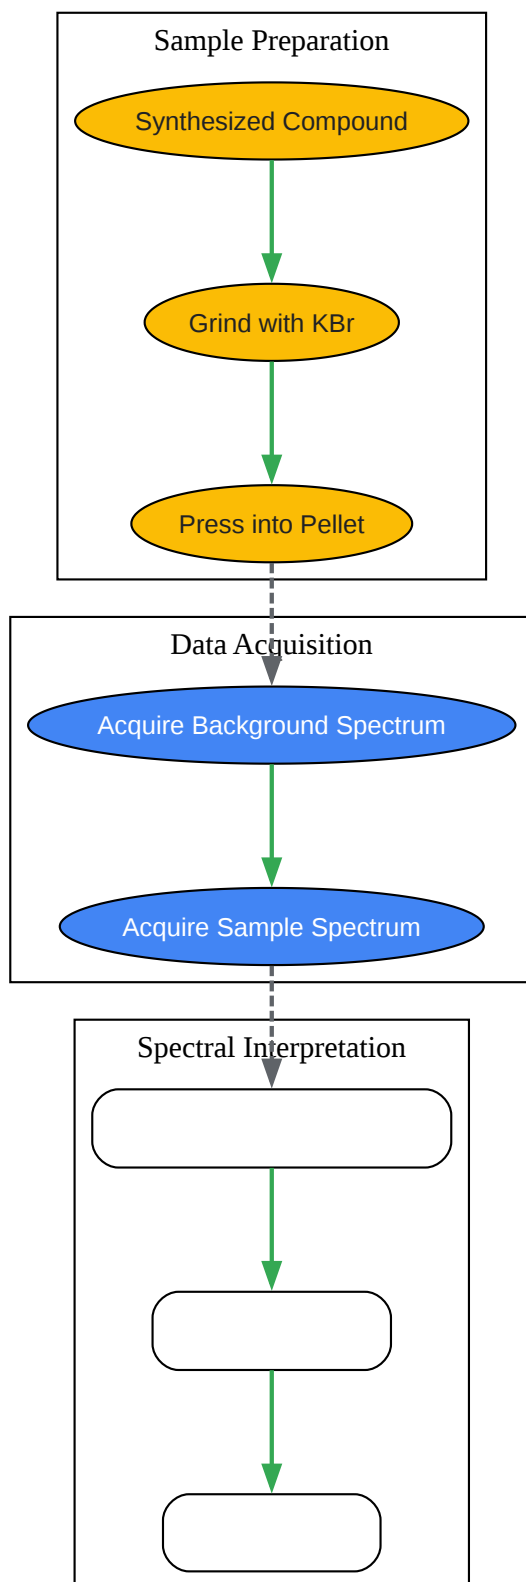 Sample Preparation
Synthesized Compound
Grind with KBr
Press into Pellet
Data Acquisition
Acquire Background Spectrum
Acquire Sample Spectrum
Spectral Interpretation